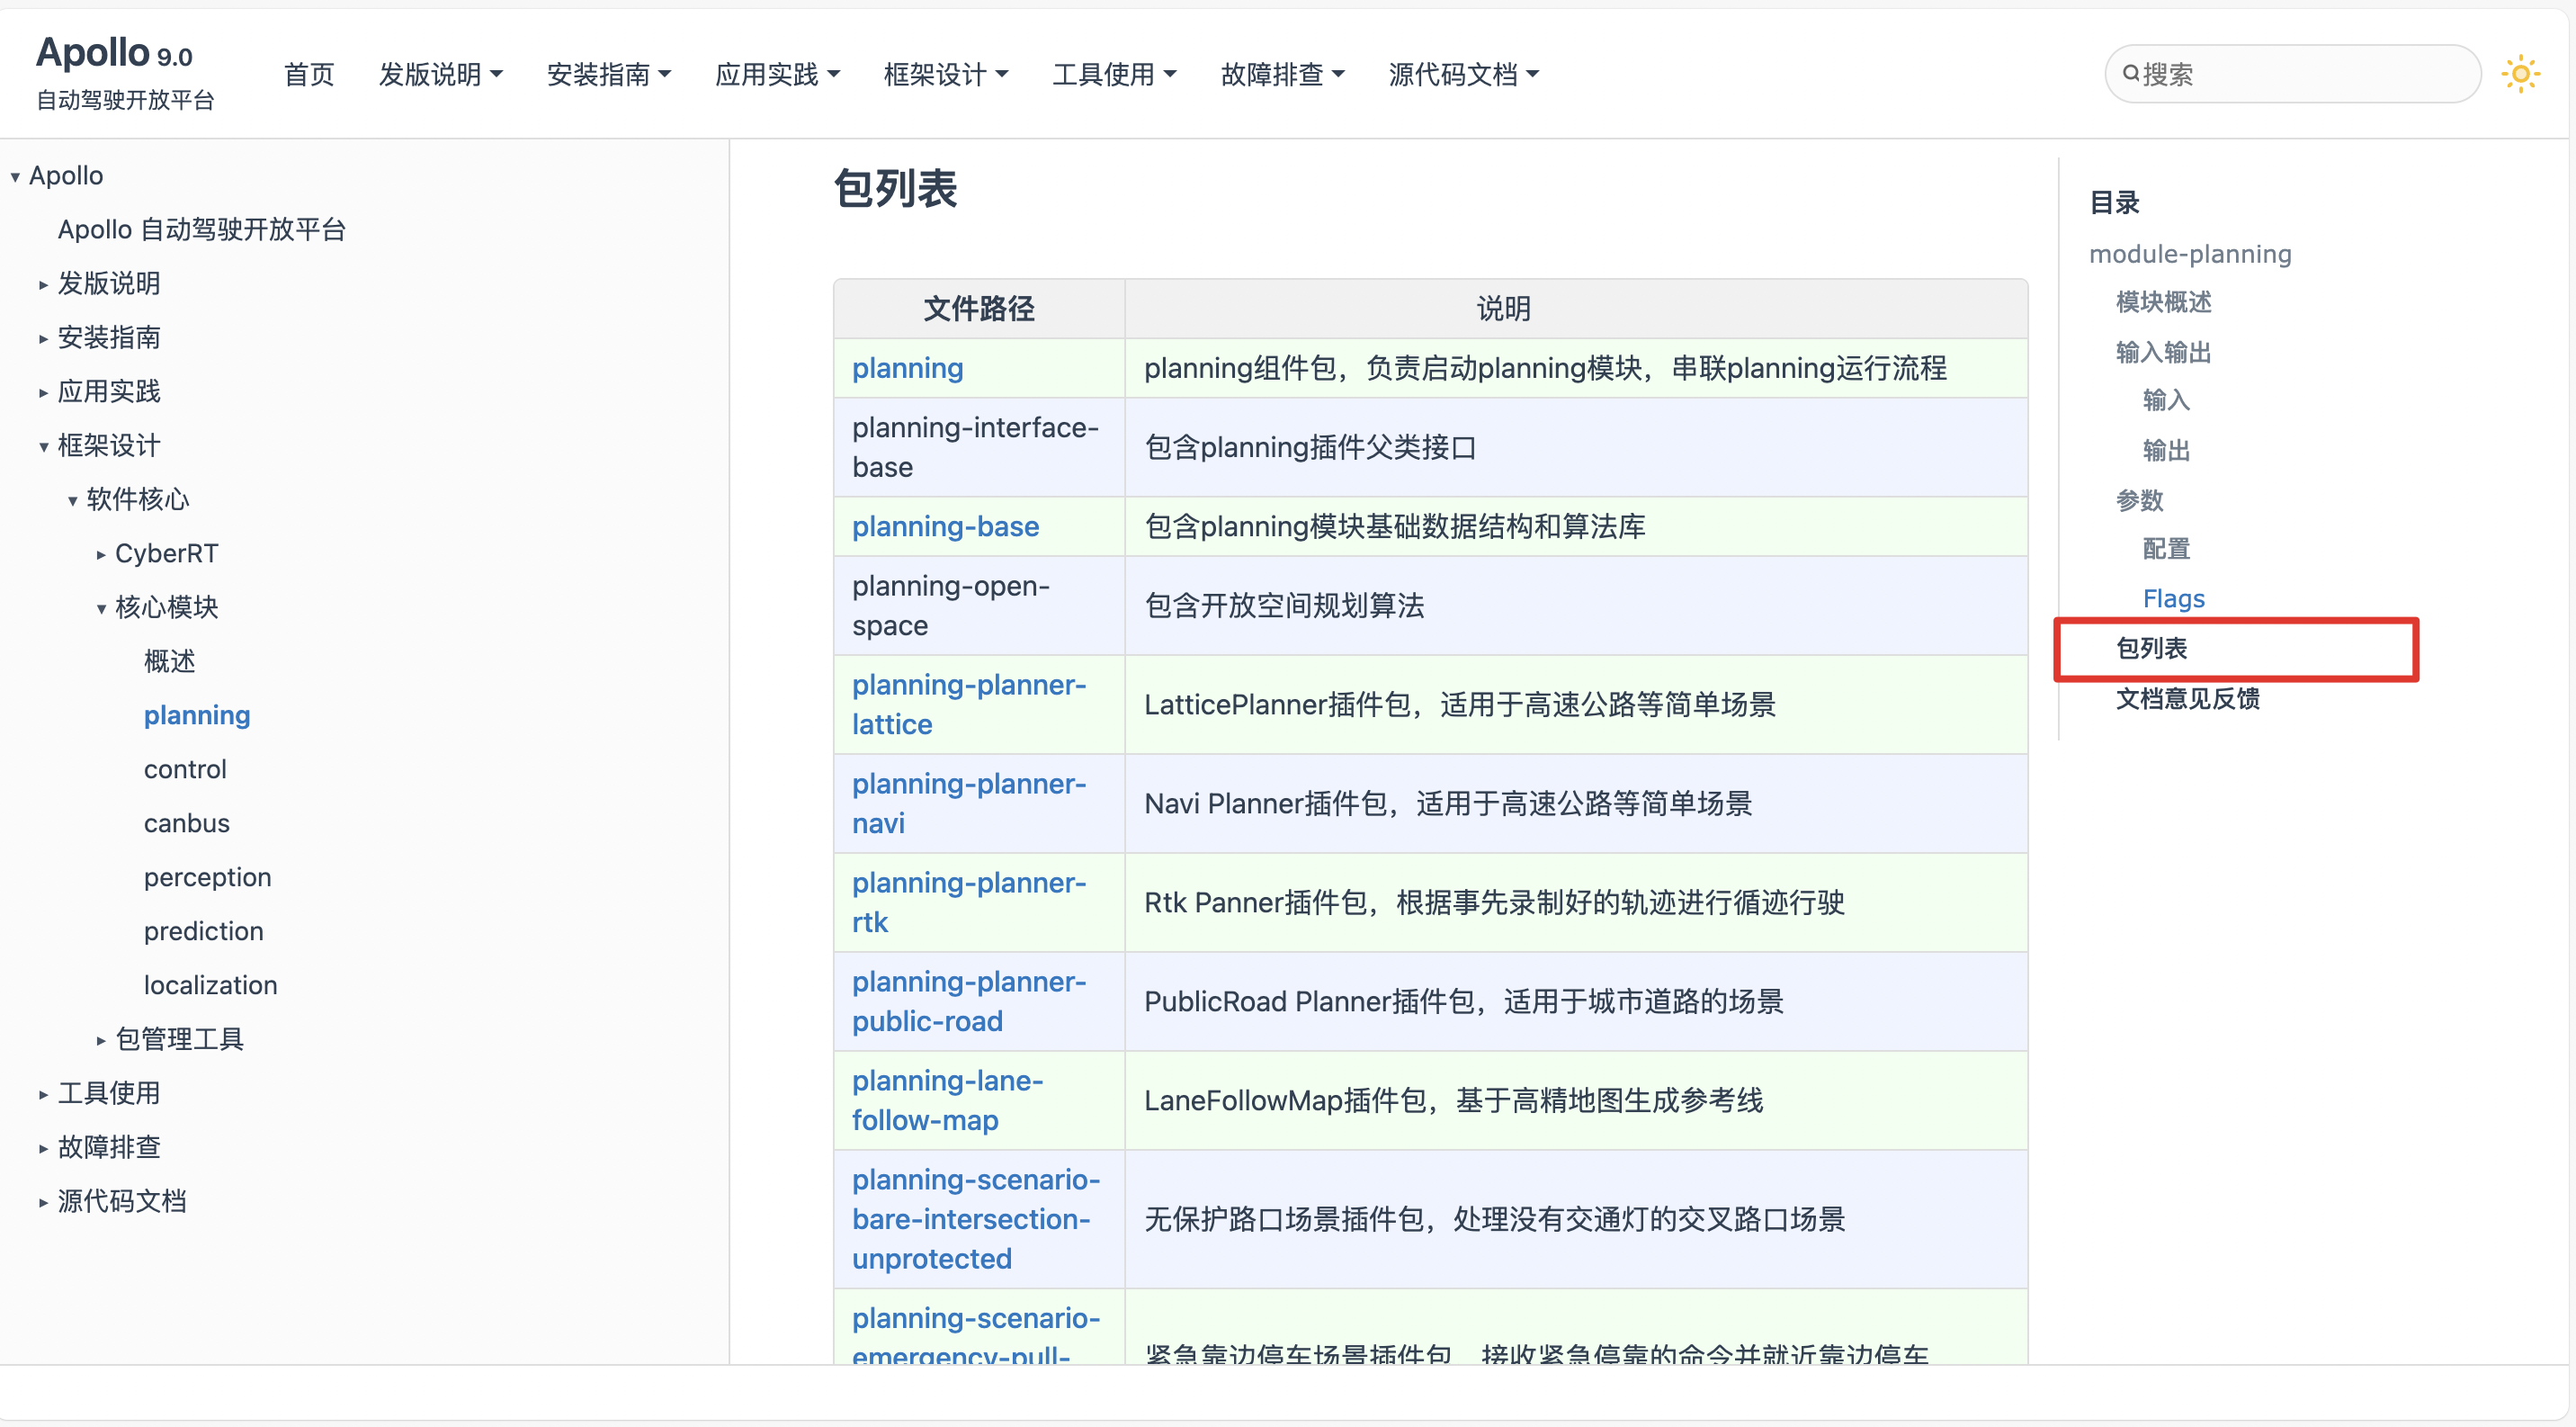 Apollo 9.0
自动驾驶开放平台
首页
发版说明
安装指南
应用实践
框架设计
工具使用
故障排查
源代码文档
搜索
Apollo
Apollo 自动驾驶开放平台
发版说明
安装指南
应用实践
框架设计
软件核心
CyberRT
核心模块
概述
planning
control
canbus
perception
prediction
localization
包管理工具
工具使用
故障排查
源代码文档
包列表
文件路径
说明
planning
planning组件包，负责启动planning模块，串联planning运行流程
planning-interface-
base
包含planning插件父类接口
planning-base
包含planning模块基础数据结构和算法库
planning-open-
space
包含开放空间规划算法
planning-planner-
lattice
LatticePlanner插件包，适用于高速公路等简单场景
planning-planner-
navi
Navi Planner插件包，适用于高速公路等简单场景
planning-planner-
rtk
Rtk Panner插件包，根据事先录制好的轨迹进行循迹行驶
planning-planner-
public-road
PublicRoad Planner插件包，适用于城市道路的场景
planning-lane-
follow-map
LaneFollowMap插件包，基于高精地图生成参考线
planning-scenario-
bare-intersection-
unprotected
无保护路口场景插件包，处理没有交通灯的交叉路口场景
planning-scenario-
emergency-pull-
紧急靠边停车场景插件包，接收紧急停靠的命令并就近靠边停车
目录
module-planning
模块概述
输入输出
输入
输出
参数
配置
Flags
包列表
文档意见反馈